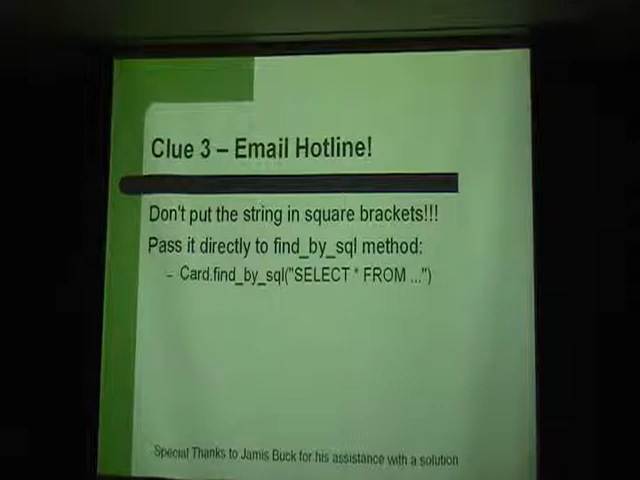 Clue 3 – Email Hotline!
Don't put the string in square brackets!!!
Pass it directly to find_by_sql method:
– Card.find_by_sql("SELECT * FROM ...")
Special Thanks to Jamis Buck for his assistance with a solution